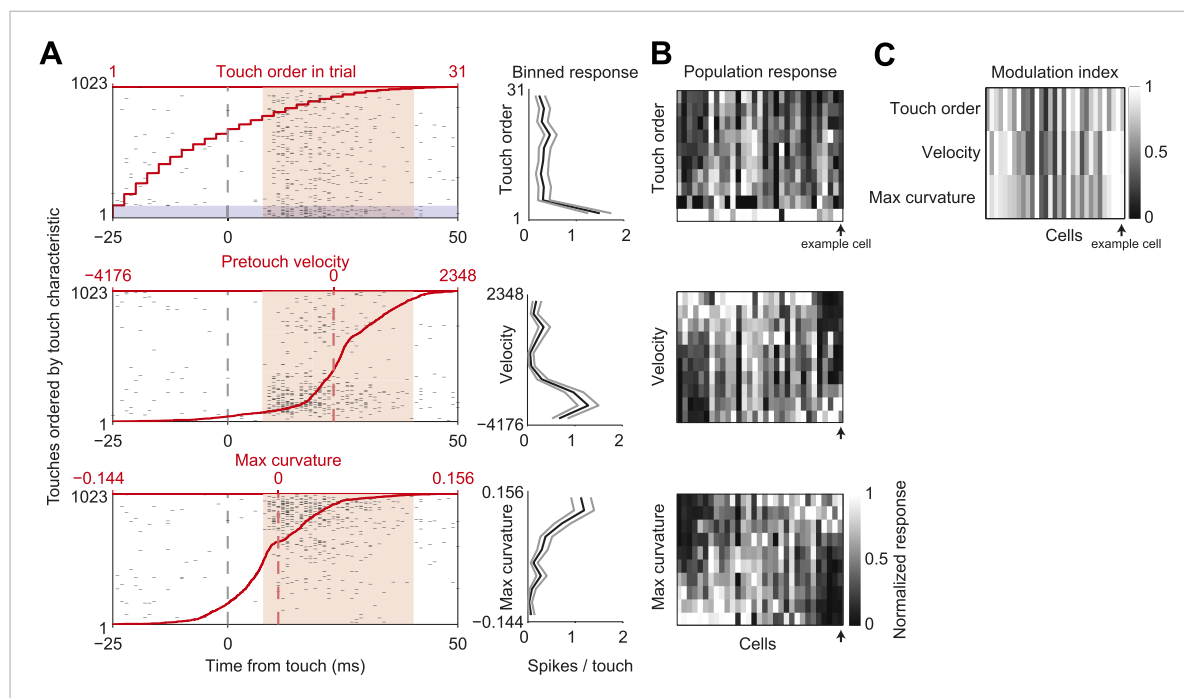 A
B
C
1 Touch order in trial 31
1023
1
−25 0 50
Binned response
31
Touch order
1
0 1 2
Population response
Touch order
example cell
Modulation index
Touch order
Velocity
Max curvature
1
0.5
0
Cells
example cell
Touches ordered by touch characteristic
Pretouch velocity
−4176 0 2348
1023
1
−25 0 50
2348
Velocity
−4176
0 1 2
Velocity
Max curvature
−0.144 0 0.156
1023
1
−25 0 50
Time from touch (ms)
0.156
Max curvature
−0.144
0 1 2
Spikes / touch
Max curvature
Cells
1
0.5
0
Normalized response